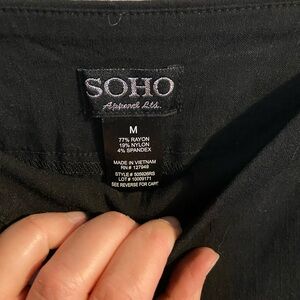 SOHO
Apparel Ltd.
M
77% RAYON
19% NYLON
4% SPANDEX
MADE IN VIETNAM
RN # 127949
STYLE # 505926RS
LOT # 10009171
SEE REVERSE FOR CARE